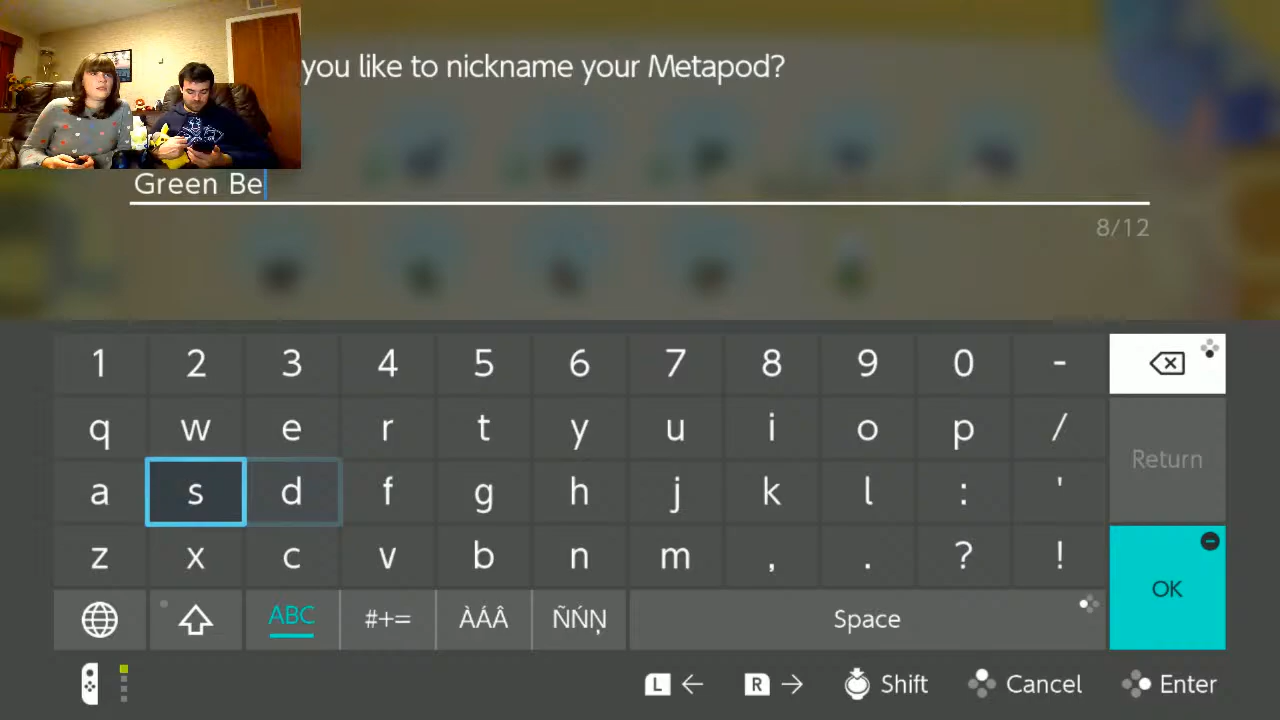 you like to nickname your Metapod?
Green Be
8/12
1 2 3 4 5 6 7 8 9 0 -
q w e r t y u i o p /
a s d f g h j k l : '
Return
z x c v b n m , . ? !
OK
ABC #+= ÀÁÂ ÑŃŅ Space
L ← R → Shift Cancel Enter